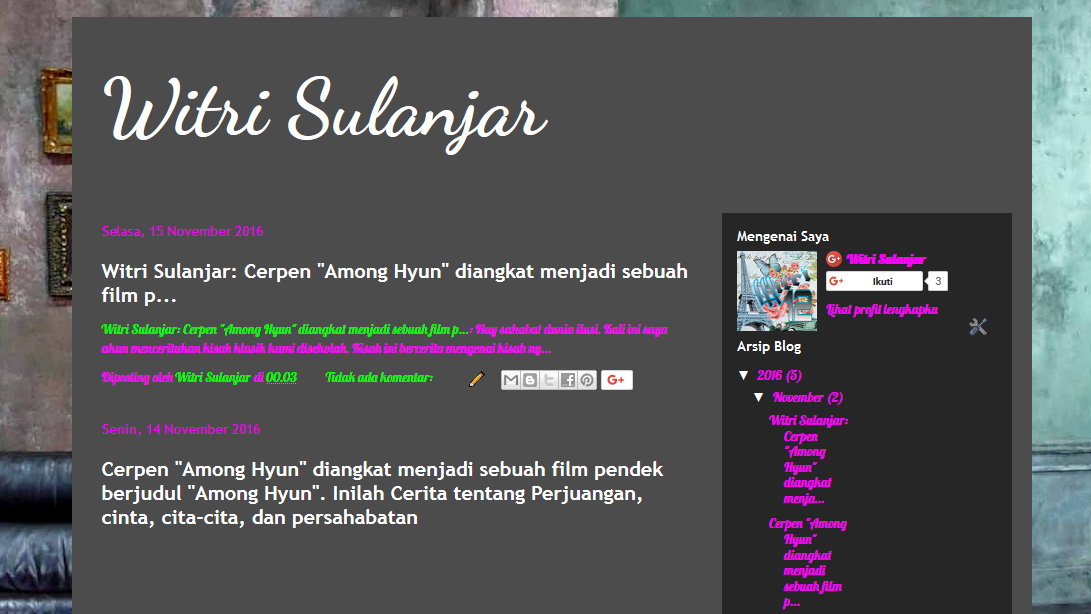 Witri Sulanjar
Selasa, 15 November 2016
Witri Sulanjar: Cerpen "Among Hyun" diangkat menjadi sebuah
film p...
Witri Sulanjar: Cerpen "Among Hyun" diangkat menjadi sebuah film p...: Hay sahabat dunia ilusi. Kali ini saya
akan menceritakan kisah klasik kami disekolah. Kisah ini bercerita mengenai kisah ny...
Diposting oleh Witri Sulanjar di 00.03 Tidak ada komentar:
G+
Senin, 14 November 2016
Cerpen "Among Hyun" diangkat menjadi sebuah film pendek
berjudul "Among Hyun". Inilah Cerita tentang Perjuangan,
cinta, cita-cita, dan persahabatan
Mengenai Saya
G+ Witri Sulanjar
G+ Ikuti 3
Lihat profil lengkapku
Arsip Blog
▼ 2016 (5)
▼ November (2)
Witri Sulanjar:
Cerpen
"Among
Hyun"
diangkat
menja...
Cerpen "Among
Hyun"
diangkat
menjadi
sebuah film
p...